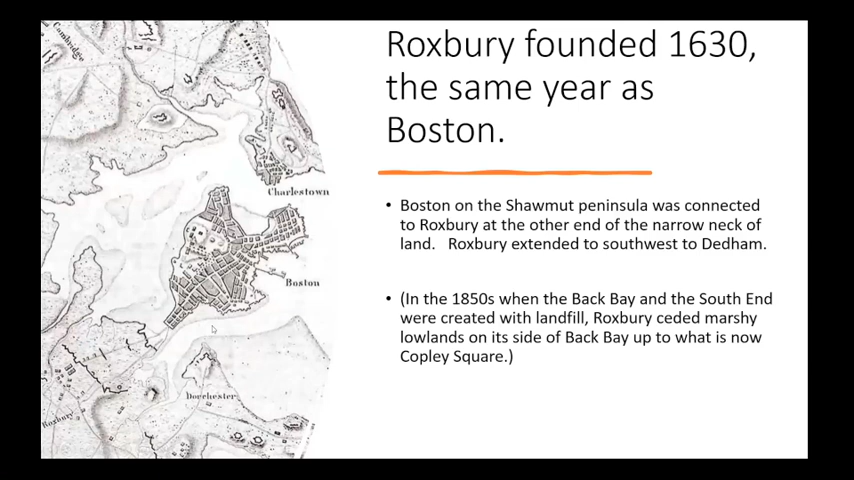 Roxbury founded 1630,
the same year as
Boston.
• Boston on the Shawmut peninsula was connected
to Roxbury at the other end of the narrow neck of
land. Roxbury extended to southwest to Dedham.
• (In the 1850s when the Back Bay and the South End
were created with landfill, Roxbury ceded marshy
lowlands on its side of Back Bay up to what is now
Copley Square.)
Cambridge
Charlestown
Boston
Dorchester
Roxbury